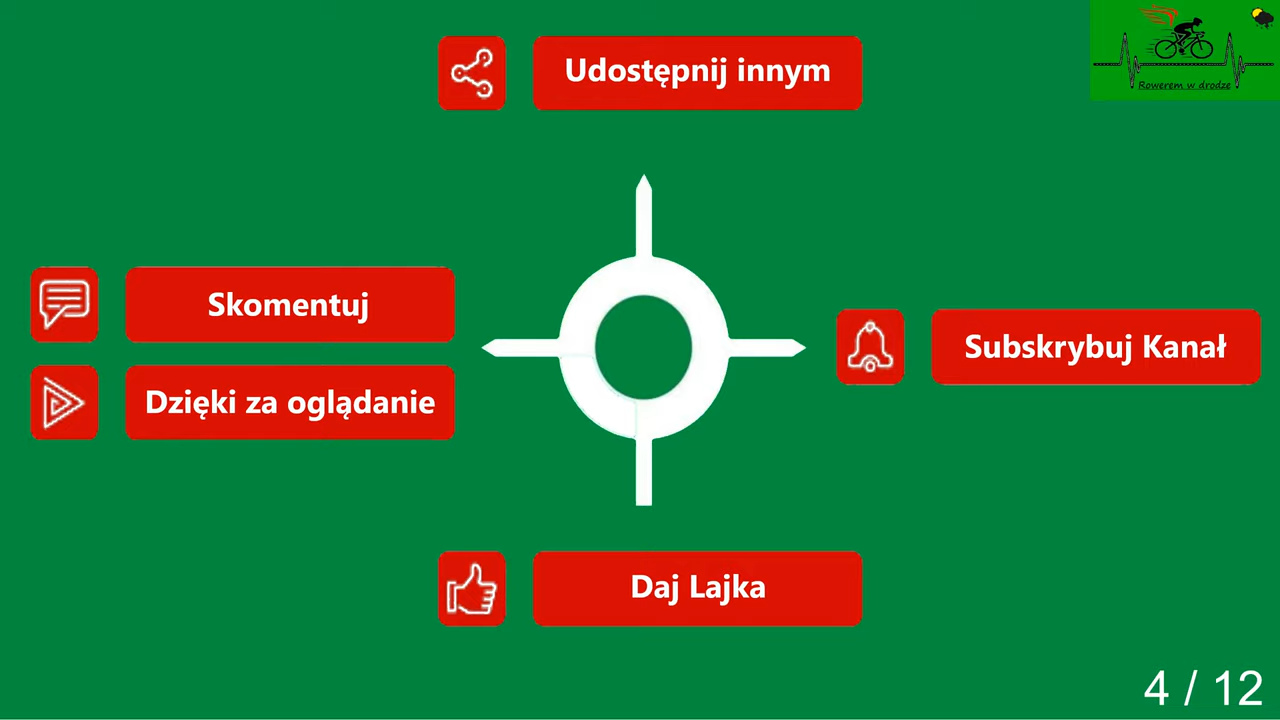 Udostępnij innym
Rowerem w drodze
Skomentuj
Dzięki za oglądanie
Subskrybuj Kanał
Daj Lajka
4 / 12